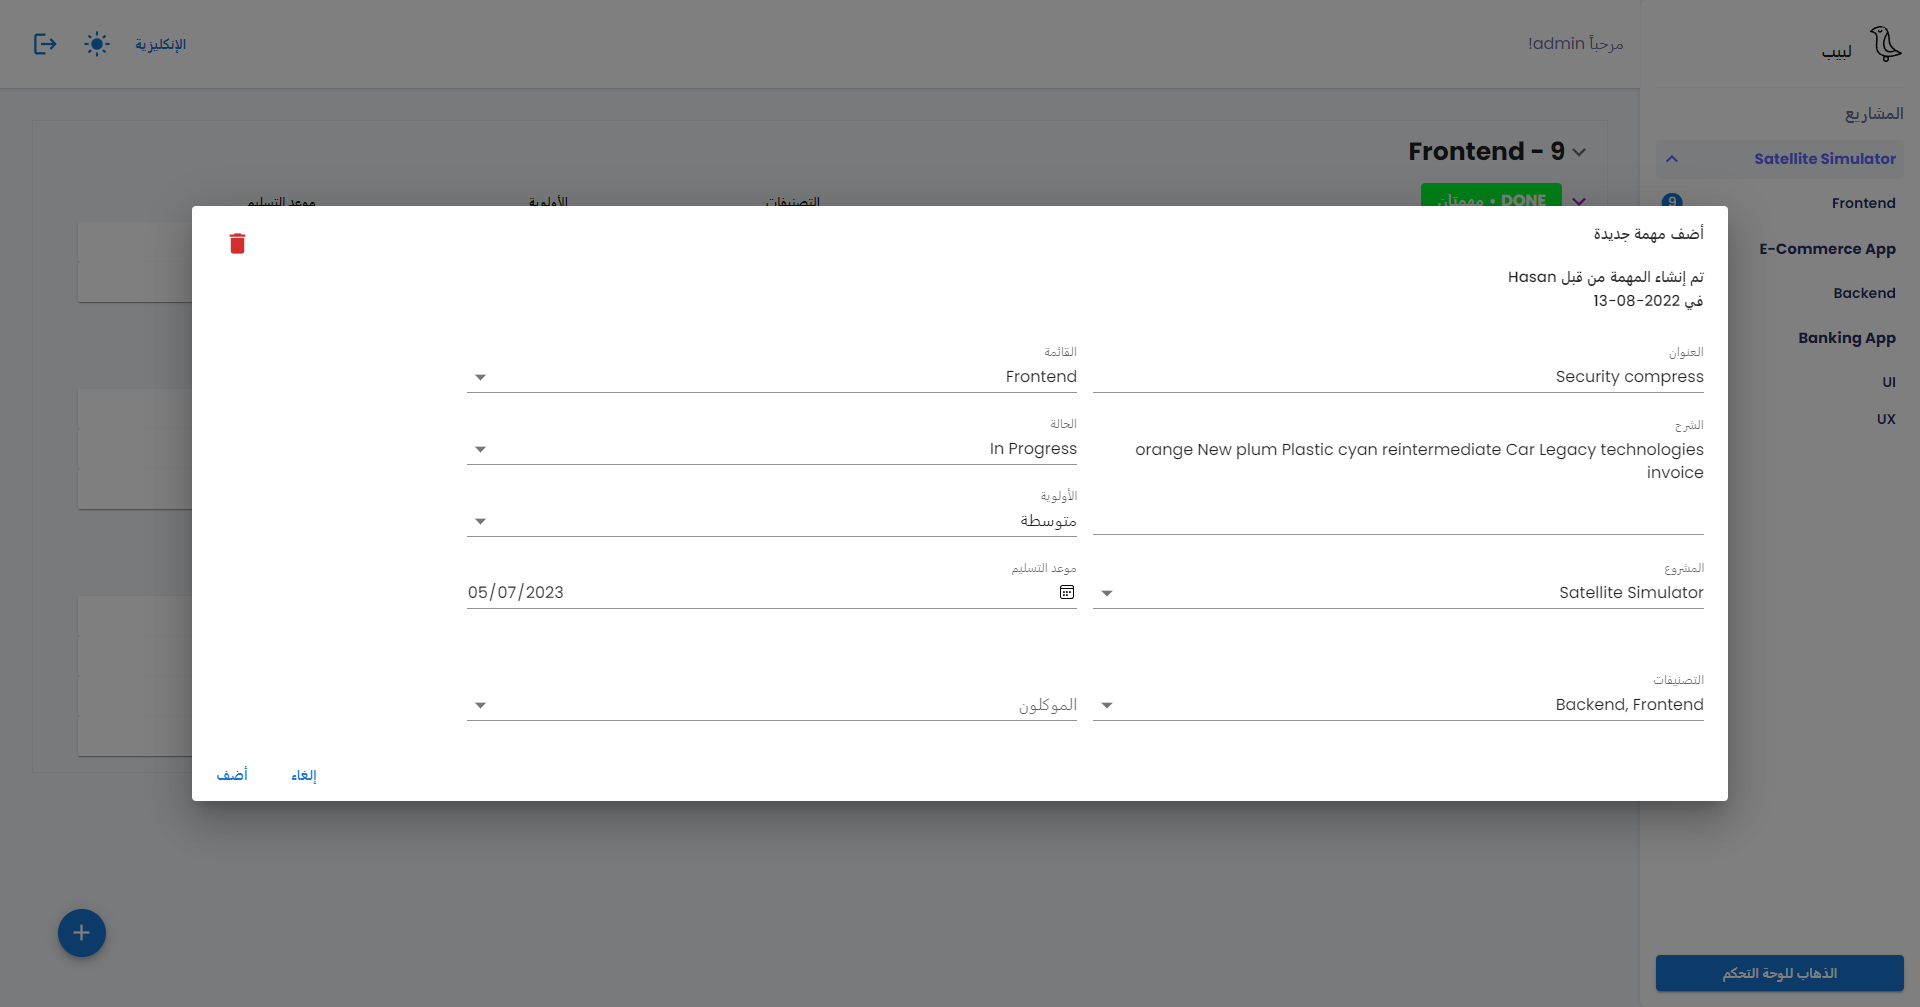 لبيب
مرحباً admin!
الإنكليزية
المشاريع
Satellite Simulator
Frontend
9
E-Commerce App
Backend
Banking App
UI
UX
الذهاب للوحة التحكم
Frontend - 9
DONE • مهمتان
التصنيفات
الأولوية
موعد التسليم
أضف مهمة جديدة
تم إنشاء المهمة من قبل Hasan
في 2022-08-13
العنوان
Security compress
القائمة
Frontend
الشرح
orange New plum Plastic cyan reintermediate Car Legacy technologies
invoice
الحالة
In Progress
الأولوية
متوسطة
المشروع
Satellite Simulator
موعد التسليم
05/07/2023
التصنيفات
Backend, Frontend
الموكلون
إلغاء
أضف